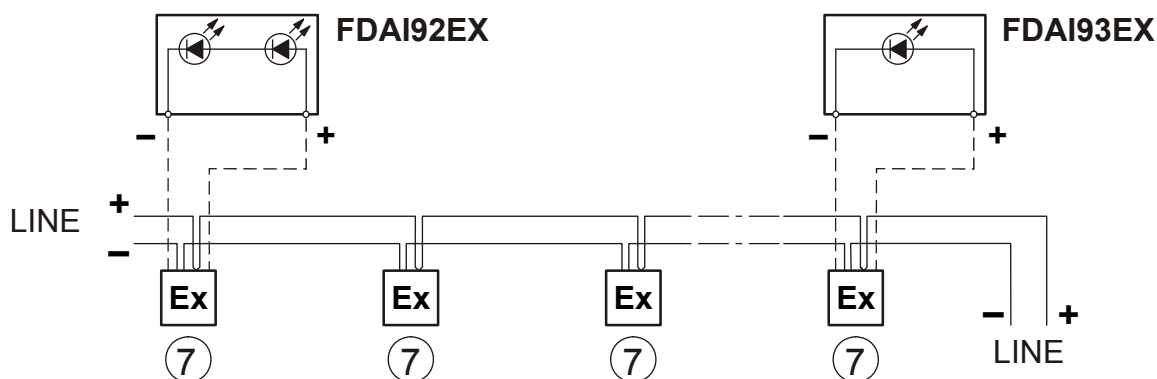 FDAI92EX
FDAI93EX
− +
− +
LINE +
−
Ex Ex Ex Ex
− +
LINE
7 7 7 7